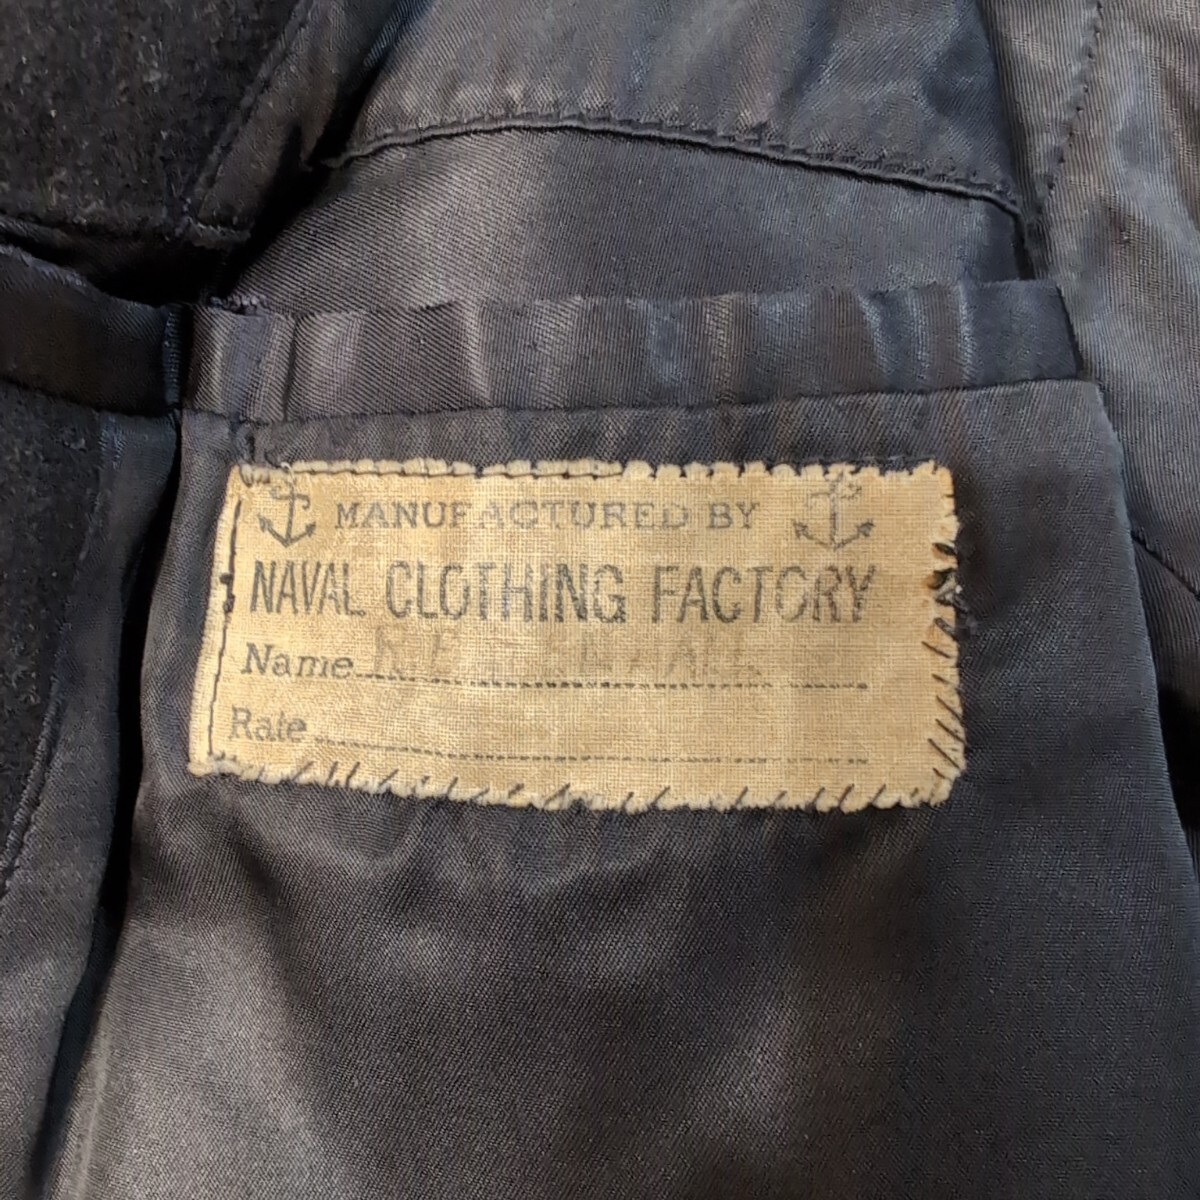 MANUFACTURED BY
NAVAL CLOTHING FACTORY
Name
Rate